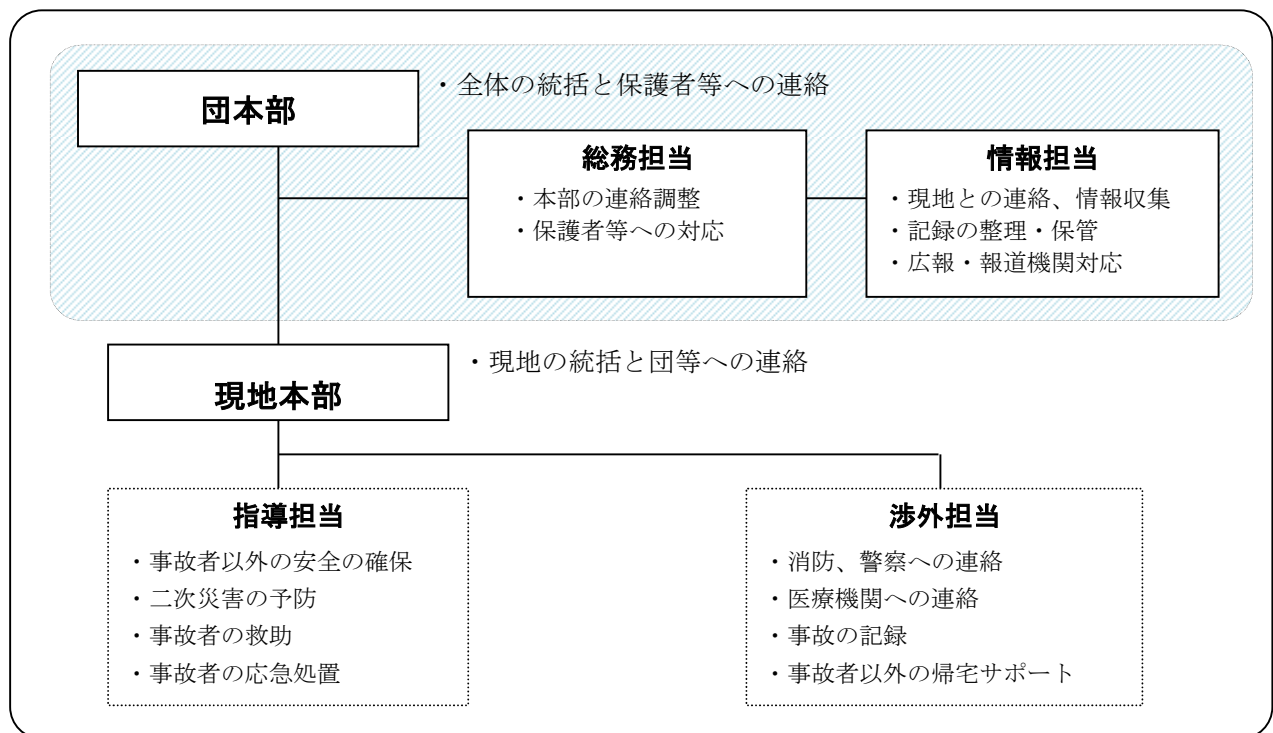 団本部
・全体の統括と保護者等への連絡
総務担当
・本部の連絡調整
・保護者等への対応
情報担当
・現地との連絡、情報収集
・記録の整理・保管
・広報・報道機関対応
現地本部
・現地の統括と団等への連絡
指導担当
・事故者以外の安全の確保
・二次災害の予防
・事故者の救助
・事故者の応急処置
渉外担当
・消防、警察への連絡
・医療機関への連絡
・事故の記録
・事故者以外の帰宅サポート